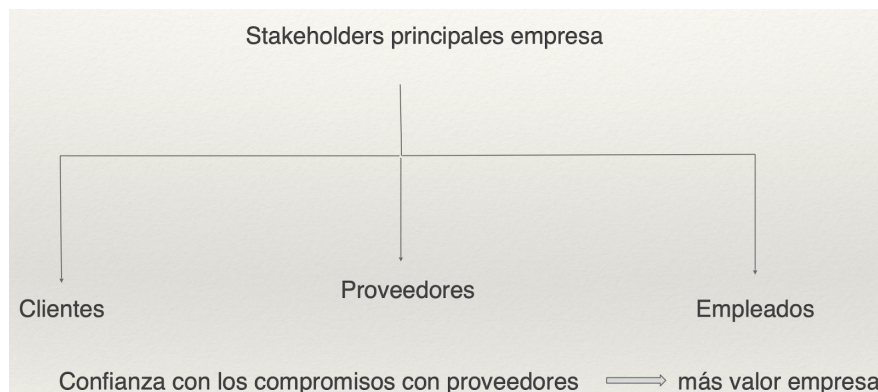 Stakeholders principales empresa
Proveedores
Clientes
Empleados
Confianza con los compromisos con proveedores más valor empresa